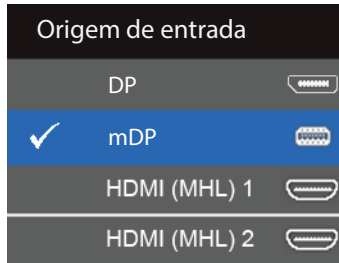 Origem de entrada
DP
mDP
HDMI (MHL) 1
HDMI (MHL) 2